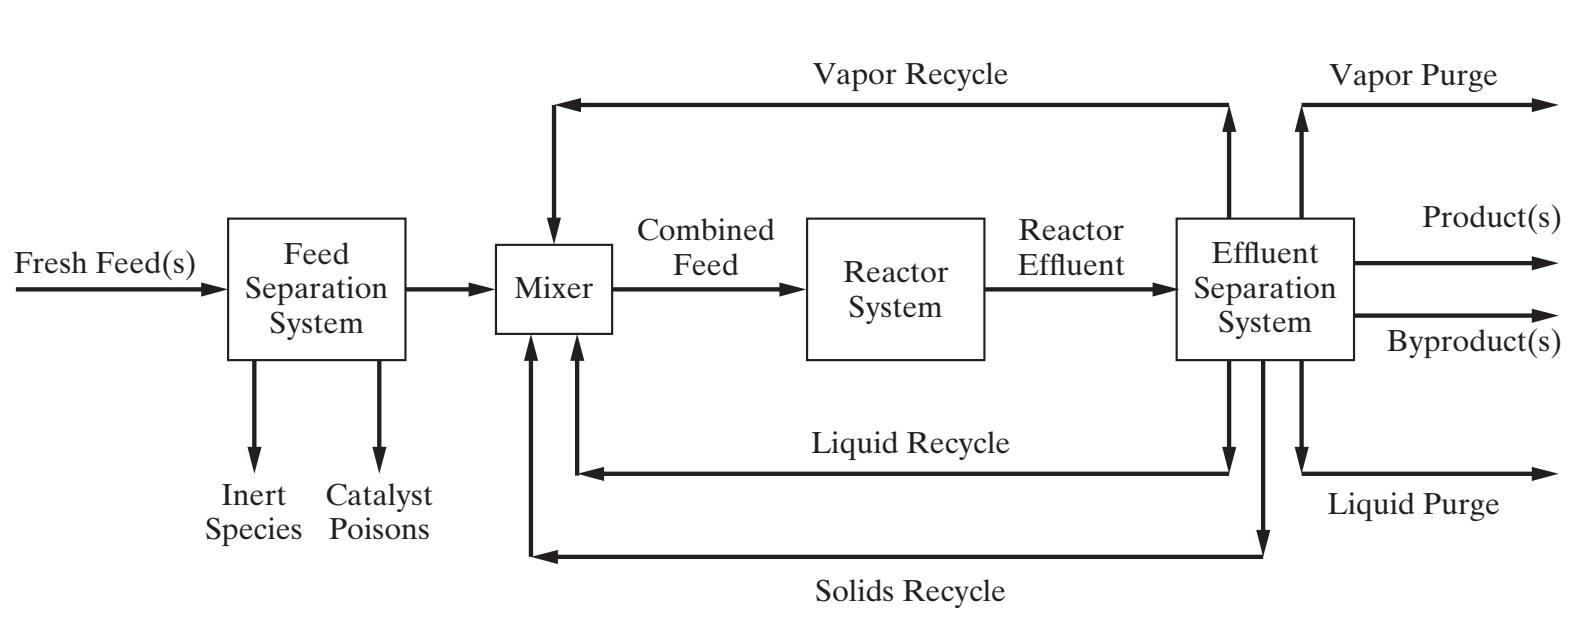 Vapor Recycle
Vapor Purge
Fresh Feed(s)
Feed
Separation
System
Mixer
Combined
Feed
Reactor
System
Reactor
Effluent
Effluent
Separation
System
Product(s)
Byproduct(s)
Inert
Species
Catalyst
Poisons
Liquid Recycle
Liquid Purge
Solids Recycle